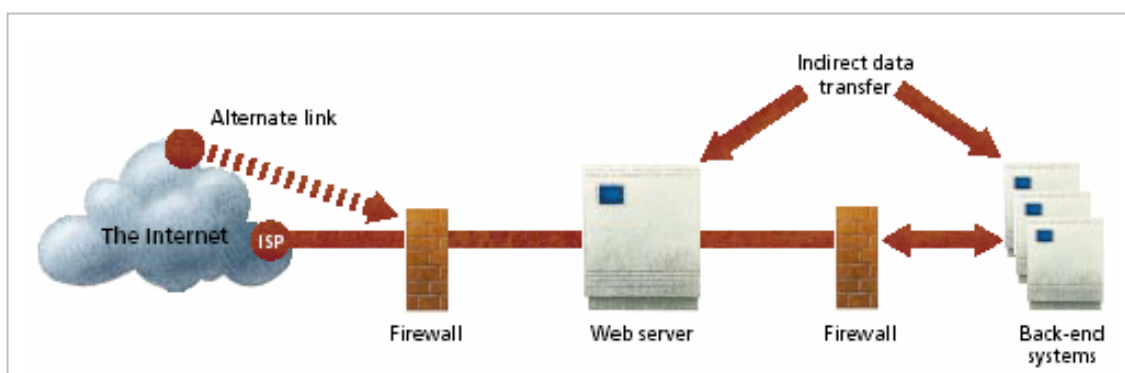 Indirect data
transfer
Alternate link
The Internet
ISP
Firewall
Web server
Firewall
Back-end
systems